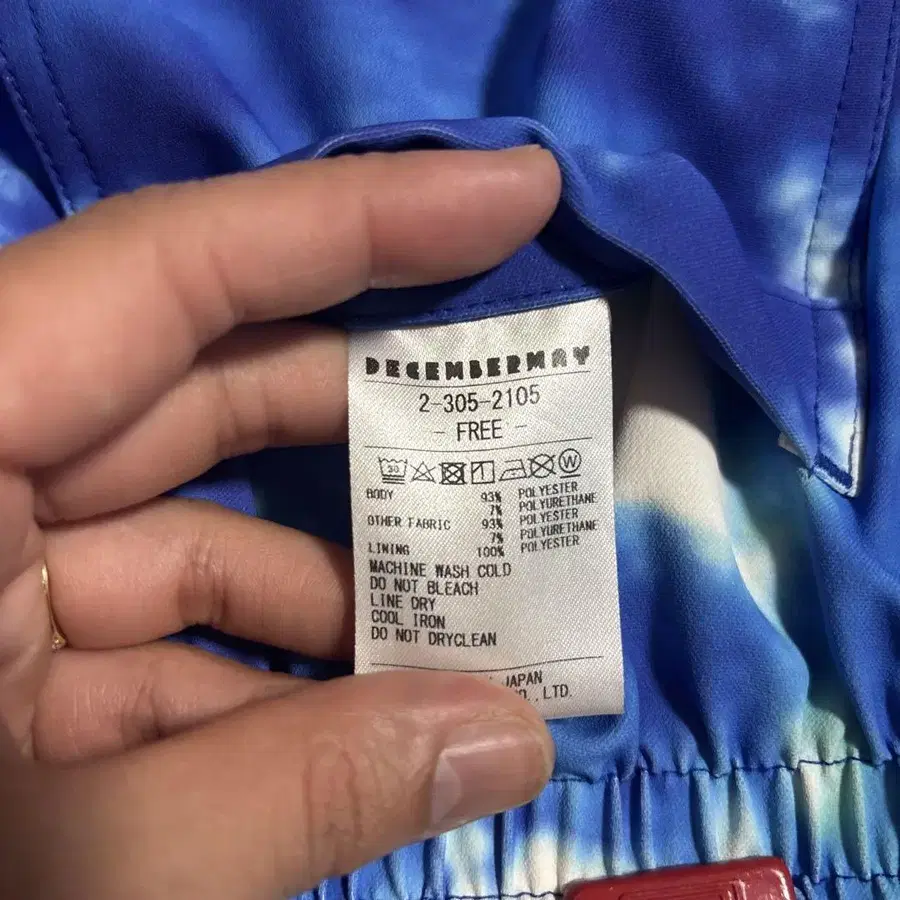 DECEMBERMAY
2-305-2105
- FREE -
30 W
BODY 93% POLYESTER
7% POLYURETHANE
OTHER FABRIC 93% POLYESTER
7% POLYURETHANE
LINING 100% POLYESTER
MACHINE WASH COLD
DO NOT BLEACH
LINE DRY
COOL IRON
DO NOT DRYCLEAN
JAPAN
., LTD.